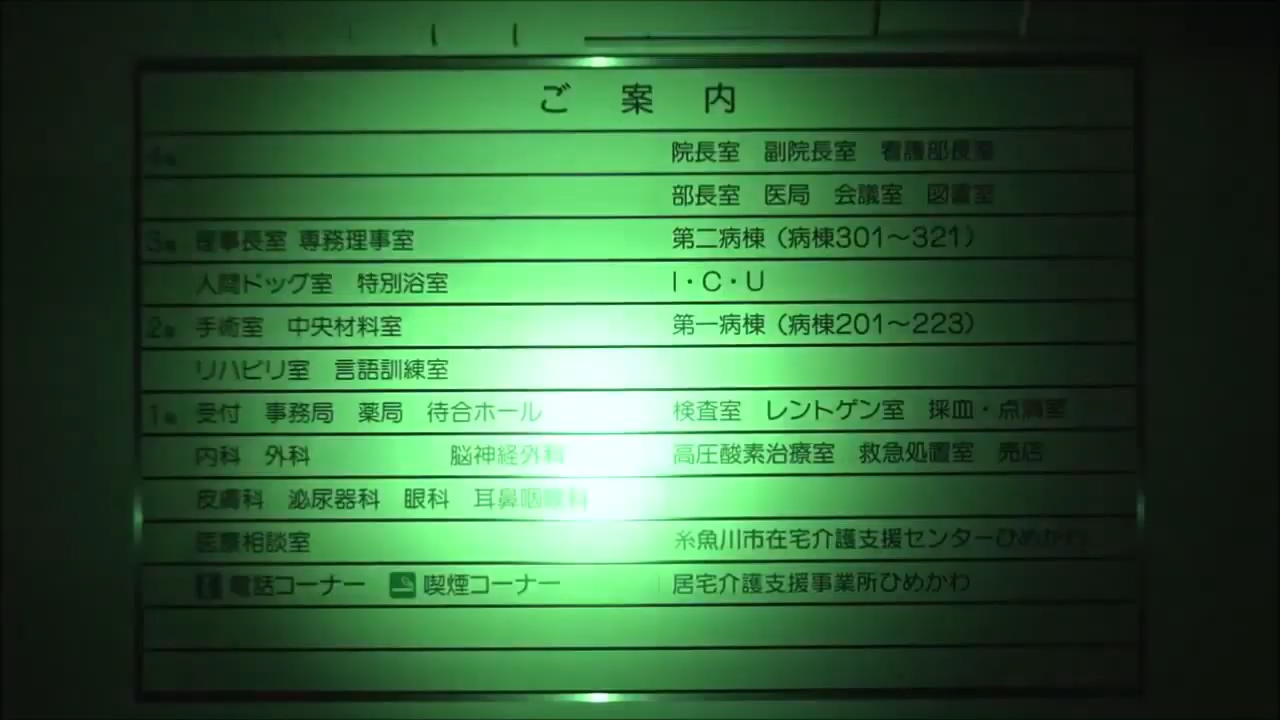 ご案内
4階 院長室 副院長室 看護部長室
部長室 医局 会議室 図書室
3階 理事長室 専務理事室 第二病棟（病棟301〜321）
人間ドッグ室 特別浴室 I・C・U
2階 手術室 中央材料室 第一病棟（病棟201〜223）
リハビリ室 言語訓練室
1階 受付 事務局 薬局 待合ホール 検査室 レントゲン室 採血・点滴室
内科 外科 脳神経外科 高圧酸素治療室 救急処置室 売店
皮膚科 泌尿器科 眼科 耳鼻咽喉科
医療相談室 糸魚川市在宅介護支援センターひめかわ
電話コーナー 喫煙コーナー 居宅介護支援事業所ひめかわ